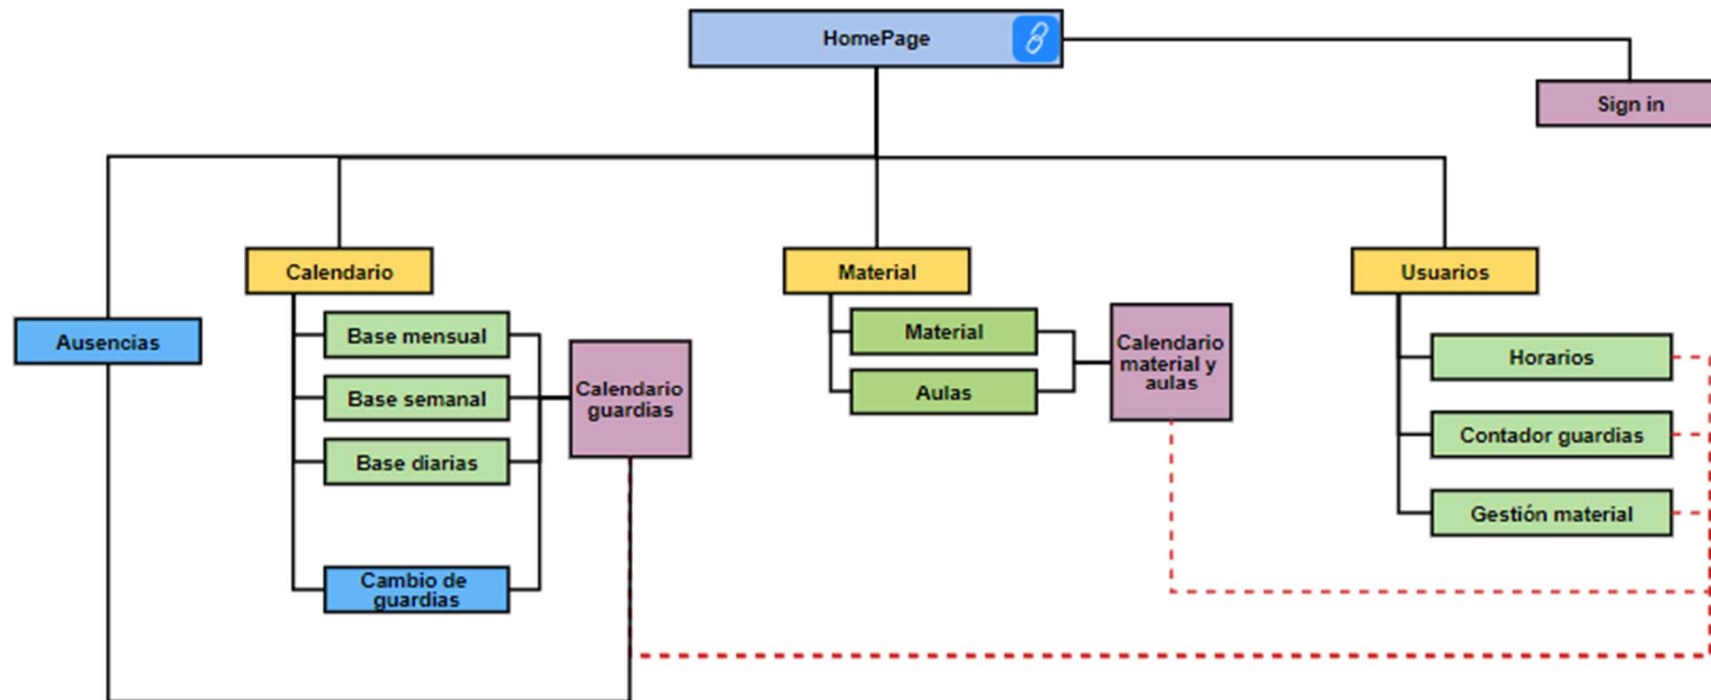 HomePage
Sign in
Calendario
Material
Usuarios
Ausencias
Base mensual
Base semanal
Base diarias
Cambio de
guardias
Calendario
guardias
Material
Aulas
Calendario
material y
aulas
Horarios
Contador guardias
Gestión material